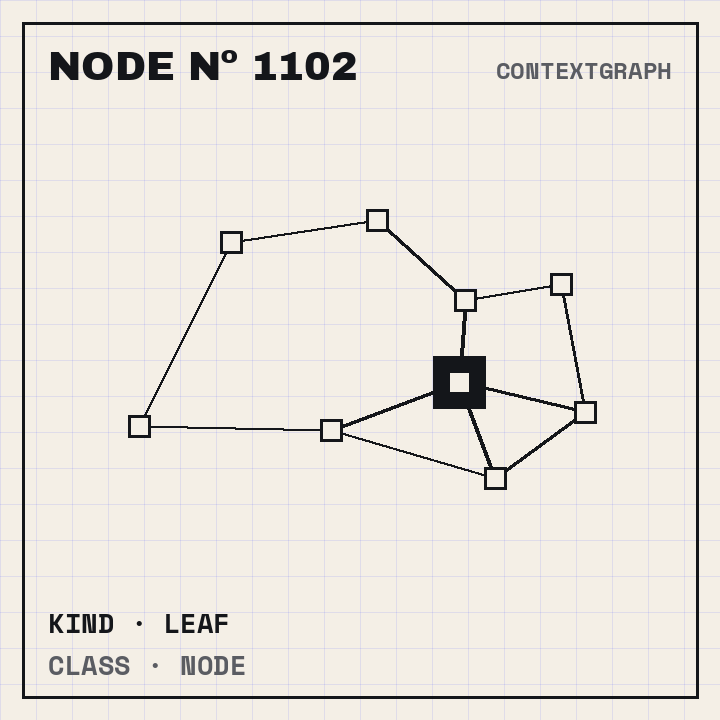 NODE Nº 1102
CONTEXTGRAPH
KIND · LEAF
CLASS · NODE